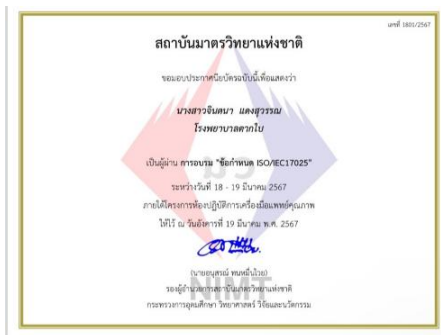 เลขที่ 1801/2567
สถาบันมาตรวิทยาแห่งชาติ
ขอมอบประกาศนียบัตรฉบับนี้เพื่อแสดงว่า
นางสาวจินตนา แดงสุวรรณ
โรงพยาบาลตากใบ
เป็นผู้ผ่าน การอบรม "ข้อกำหนด ISO/IEC17025"
ระหว่างวันที่ 18 - 19 มีนาคม 2567
ภายใต้โครงการห้องปฏิบัติการเครื่องมือแพทย์คุณภาพ
ให้ไว้ ณ วันอังคารที่ 19 มีนาคม พ.ศ. 2567
(นายอนุสรณ์ ทนหมื่นไวย)
รองผู้อำนวยการสถาบันมาตรวิทยาแห่งชาติ
กระทรวงการอุดมศึกษา วิทยาศาสตร์ วิจัยและนวัตกรรม
มว
NIMT